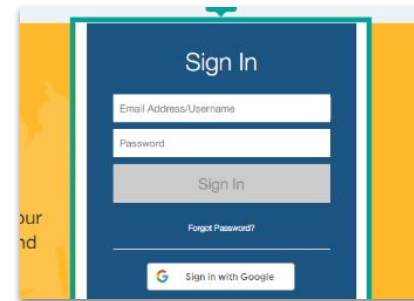 Sign In
Email Address/Username
Password
Sign In
Forgot Password?
our
nd
Sign in with Google